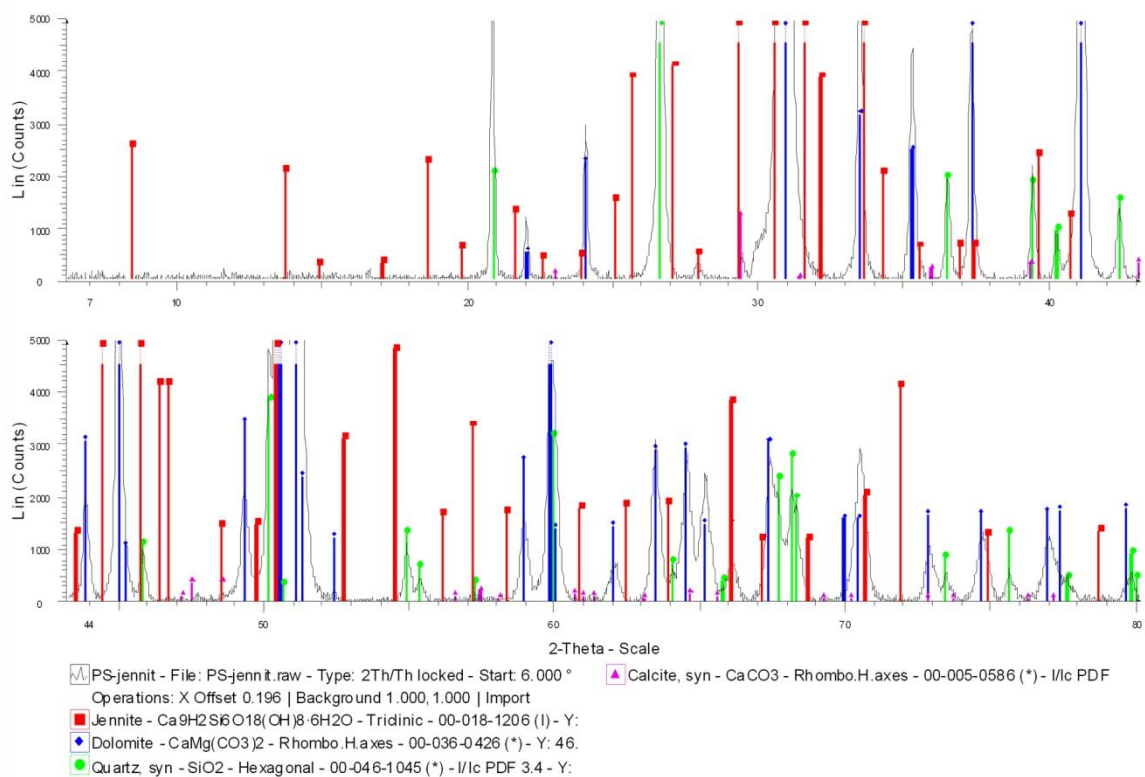 5000
4000
3000
2000
1000
0
Lin (Counts)
7 10 20 30 40
5000
4000
3000
2000
1000
0
Lin (Counts)
44 50 60 70 80
2-Theta - Scale
PS-jennit - File: PS-jennit.raw - Type: 2Th/Th locked - Start: 6.000 °
Operations: X Offset 0.196 | Background 1.000,1.000 | Import
Jennite - Ca9H2Si6O18(OH)8·6H2O - Triclinic - 00-018-1206 (I) - Y:
Dolomite - CaMg(CO3)2 - Rhombo.H.axes - 00-036-0426 (*) - Y: 46.
Quartz, syn - SiO2 - Hexagonal - 00-046-1045 (*) - I/Ic PDF 3.4 - Y:
Calcite, syn - CaCO3 - Rhombo.H.axes - 00-005-0586 (*) - I/Ic PDF